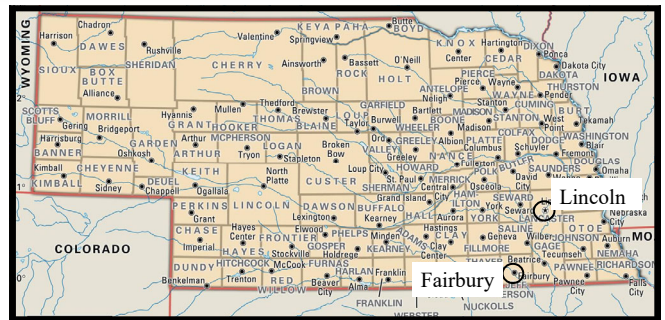 WYOMING
Chadron
Harrison
DAWES
Rushville
SIOUX
BOX
BUTTE
SHERIDAN
Alliance
Valentine
KEYA PAHA
Butte
BOYD
Springview
CHERRY
Ainsworth
Bassett
ROCK
BROWN
O'Neill
HOLT
KNOX
Center
Hartington
CEDAR
DIXON
Ponca
Dakota City
DAKOTA
PIERCE
Pierce
Wayne
WAYNE
THURSTON
Pender
ANTELOPE
Neligh
IOWA
SCOTTS
BLUFF
Gering
MORRILL
Bridgeport
Harrisburg
BANNER
Kimball
KIMBALL
CHEYENNE
Sidney
GARDEN
Oshkosh
DEUEL
Chappell
Hyannis
GRANT
Mullen
HOOKER
Thedford
THOMAS
Brewster
BLAINE
Arthur
ARTHUR
MCPHERSON
Tryon
LOGAN
Stapleton
KEITH
Ogallala
North
Platte
LINCOLN
Broken
Bow
CUSTER
LOUP
Taylor
GARFIELD
Burwell
WHEELER
Bartlett
BOONE
Albion
MADISON
Madison
STANTON
Stanton
CUMING
West
Point
BURT
Tekamah
Ord
VALLEY
GREELEY
Greeley
COLFAX
Schuyler
DODGE
Fremont
WASHINGTON
Blair
DOUGLAS
Omaha
PLATTE
Columbus
NANCE
Fullerton
HOWARD
St. Paul
Loup City
SHERMAN
MERRICK
Central
City
POLK
Osceola
BUTLER
David
SAUNDERS
Grand Island
HALL
HAM-
ILTON
Aurora
York
YORK
SEWARD
Seward
Lincoln
LANCASTER
OTOE
Nebraska
City
PERKINS
Grant
CHASE
Imperial
Hayes
Center
HAYES
FRONTIER
Stockville
DAWSON
Lexington
BUFFALO
Kearney
Elwood
GOSPER
PHELPS
Holdrege
Minden
KEARNEY
ADAMS
Hastings
CLAY
Clay
Center
FILLMORE
Geneva
SALINE
Wilber
GAGE
Beatrice
JOHNSON
Tecumseh
Auburn
NEMAHA
PAWNEE
Pawnee
City
RICHARDSON
Falls
City
MO
COLORADO
DUNDY
Benkelman
HITCHCOCK
Trenton
McCook
RED
WILLOW
FURNAS
Beaver
City
HARLAN
Alma
Franklin
FRANKLIN
WEBSTER
NUCKOLLS
THAYER
Fairbury
Fairbury